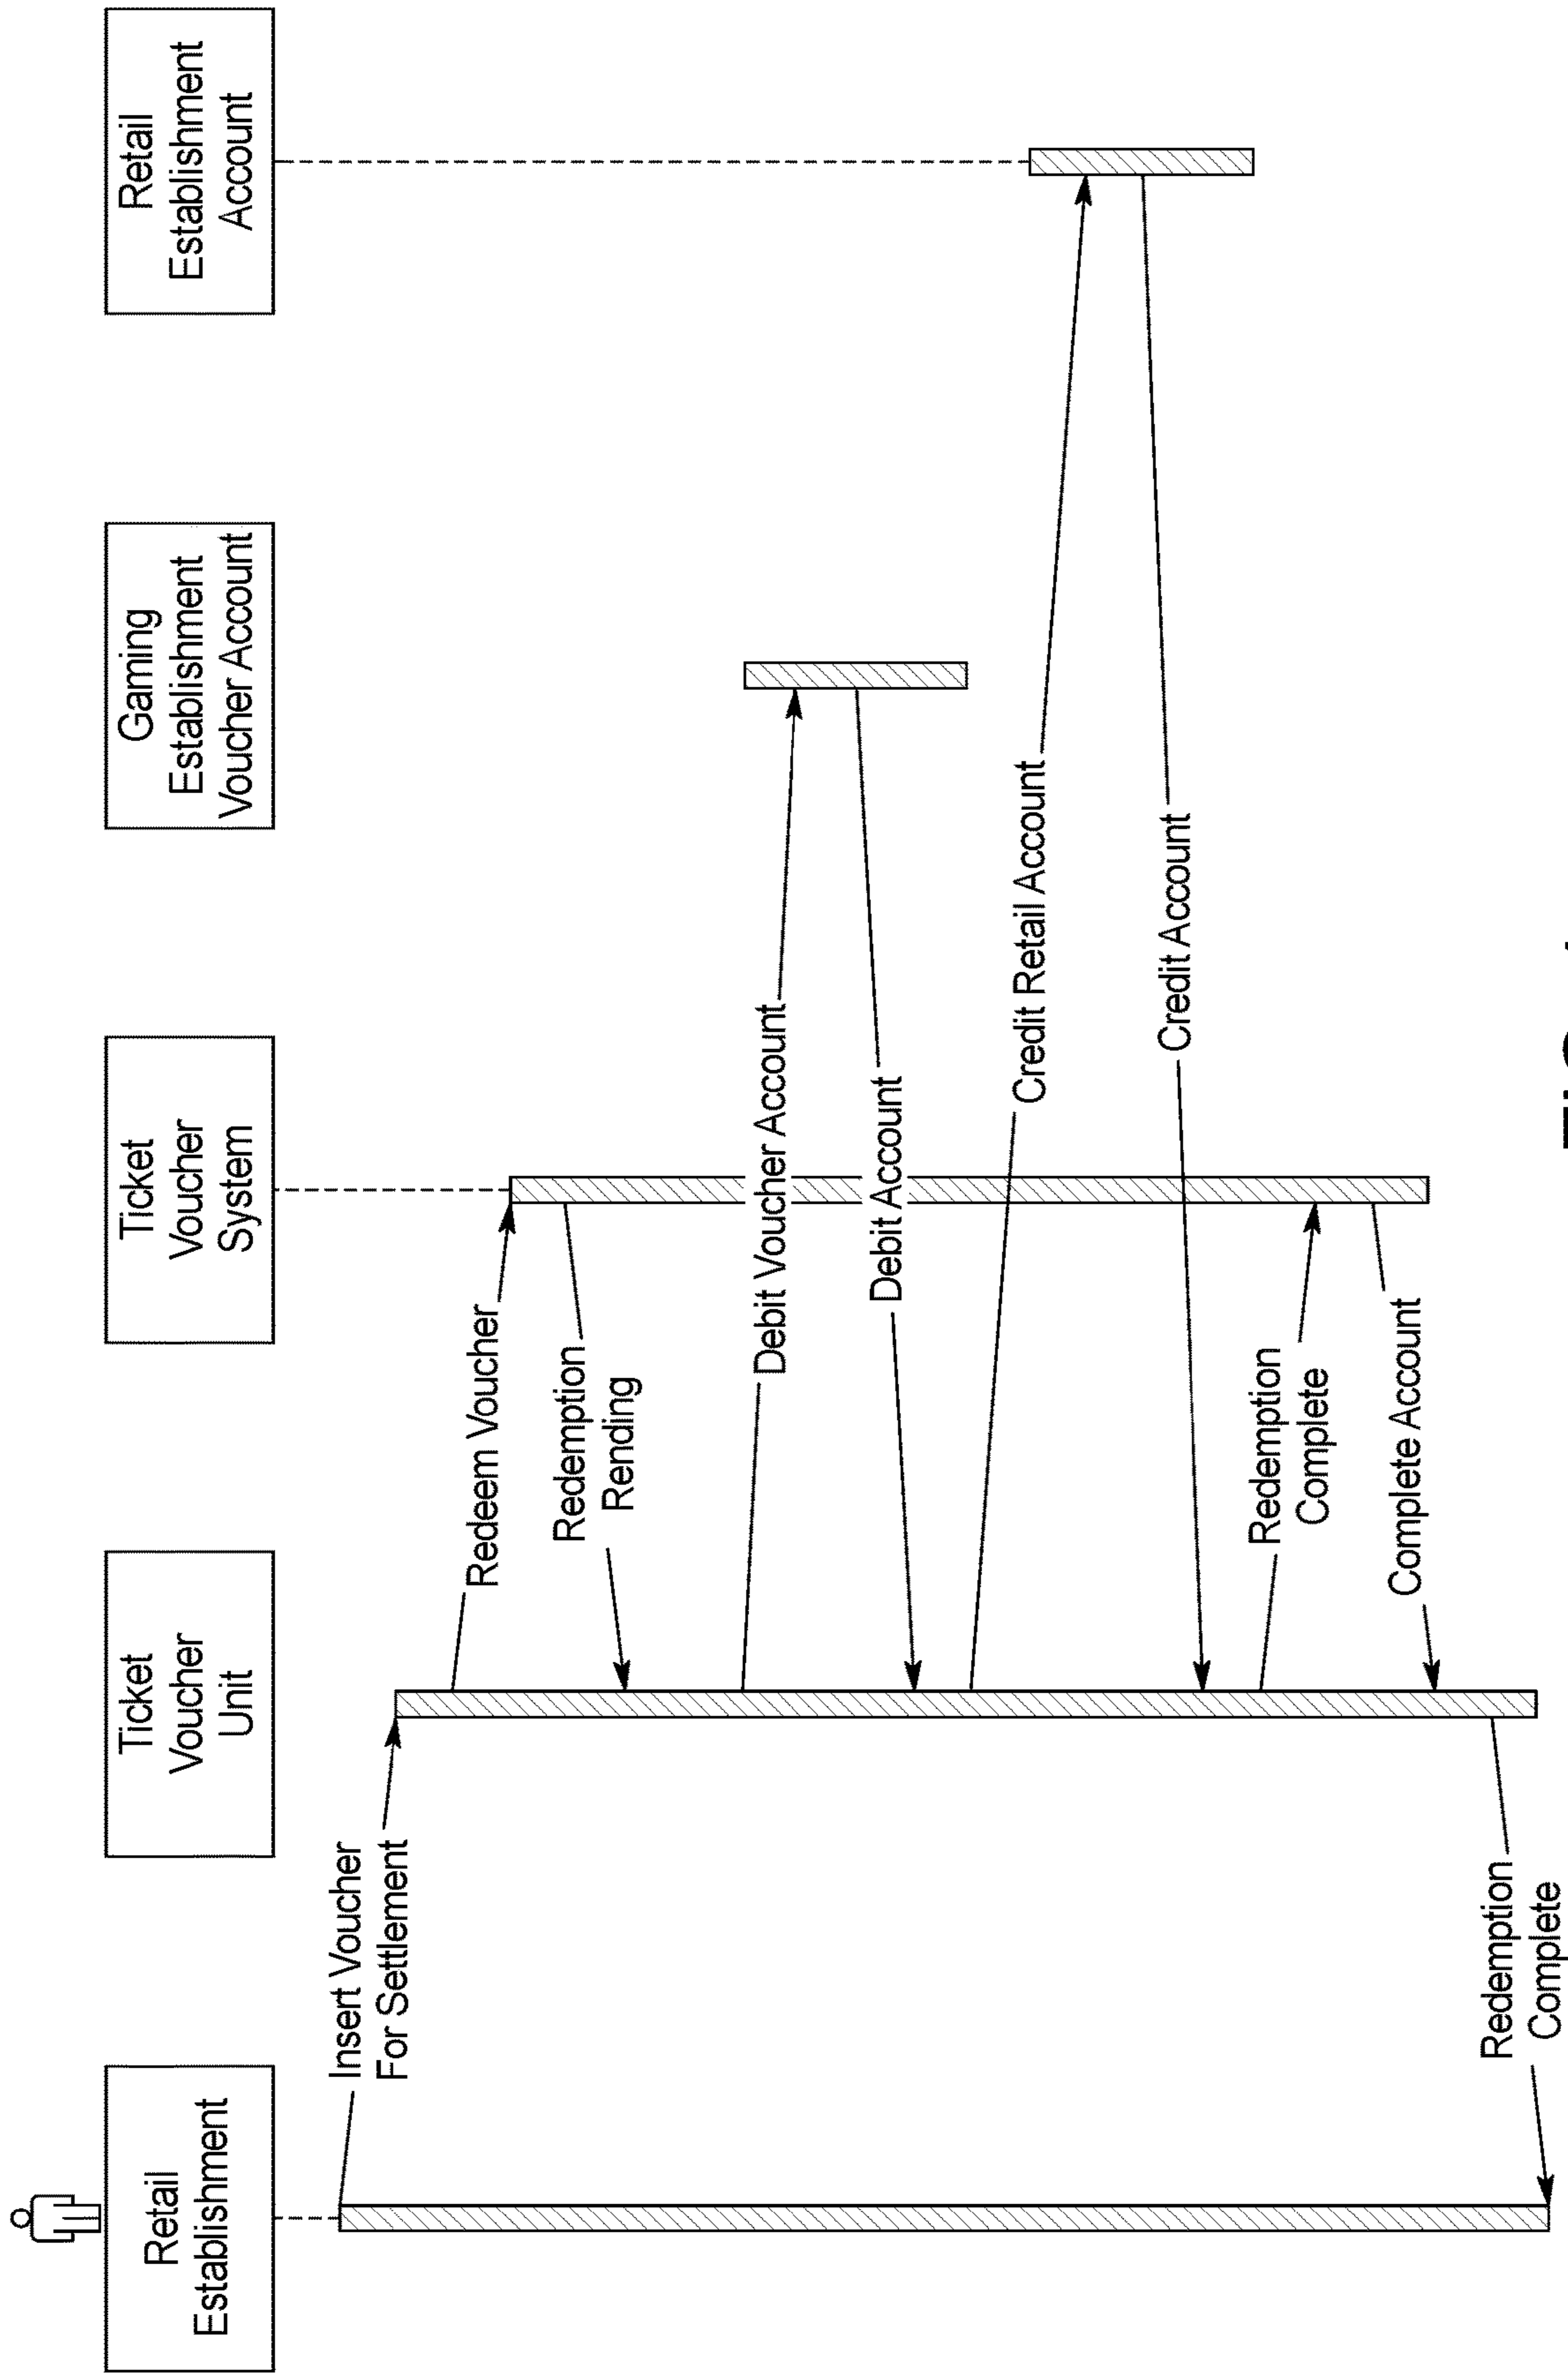 Retail
Establishment
Ticket
Voucher
Unit
Ticket
Voucher
System
Gaming
Establishment
Voucher Account
Retail
Establishment
Account
Insert Voucher
For Settlement
Redeem Voucher
Redemption
Rending
Debit Voucher Account
Debit Account
Credit Retail Account
Credit Account
Redemption
Complete
Complete Account
Redemption
Complete